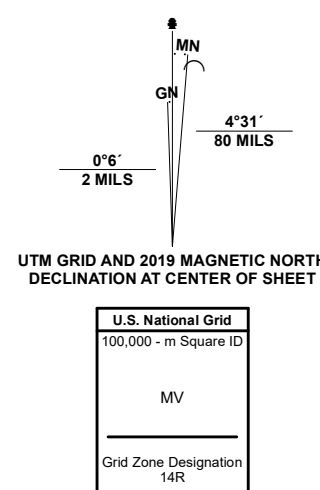 MN
GN
4°31´
80 MILS
0°6´
2 MILS
UTM GRID AND 2019 MAGNETIC NORTH
DECLINATION AT CENTER OF SHEET
U.S. National Grid
100,000 - m Square ID
MV
Grid Zone Designation
14R